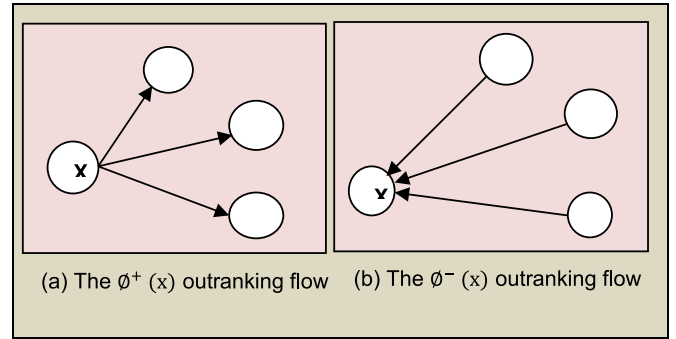 x
x
(a) The ∅⁺ (x) outranking flow
(b) The ∅⁻ (x) outranking flow